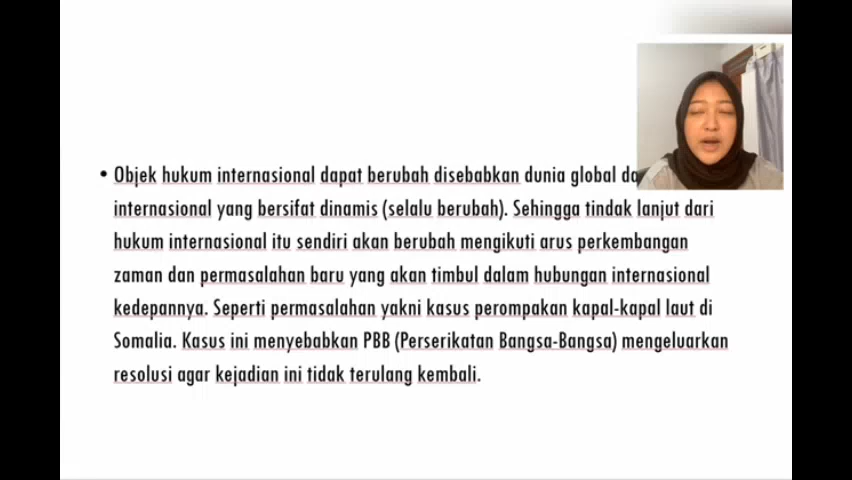 • Objek hukum internasional dapat berubah disebabkan dunia global
internasional yang bersifat dinamis (selalu berubah). Sehingga tindak lanjut dari
hukum internasional itu sendiri akan berubah mengikuti arus perkembangan
zaman dan permasalahan baru yang akan timbul dalam hubungan internasional
kedepannya. Seperti permasalahan yakni kasus perompakan kapal-kapal laut di
Somalia. Kasus ini menyebabkan PBB (Perserikatan Bangsa-Bangsa) mengeluarkan
resolusi agar kejadian ini tidak terulang kembali.